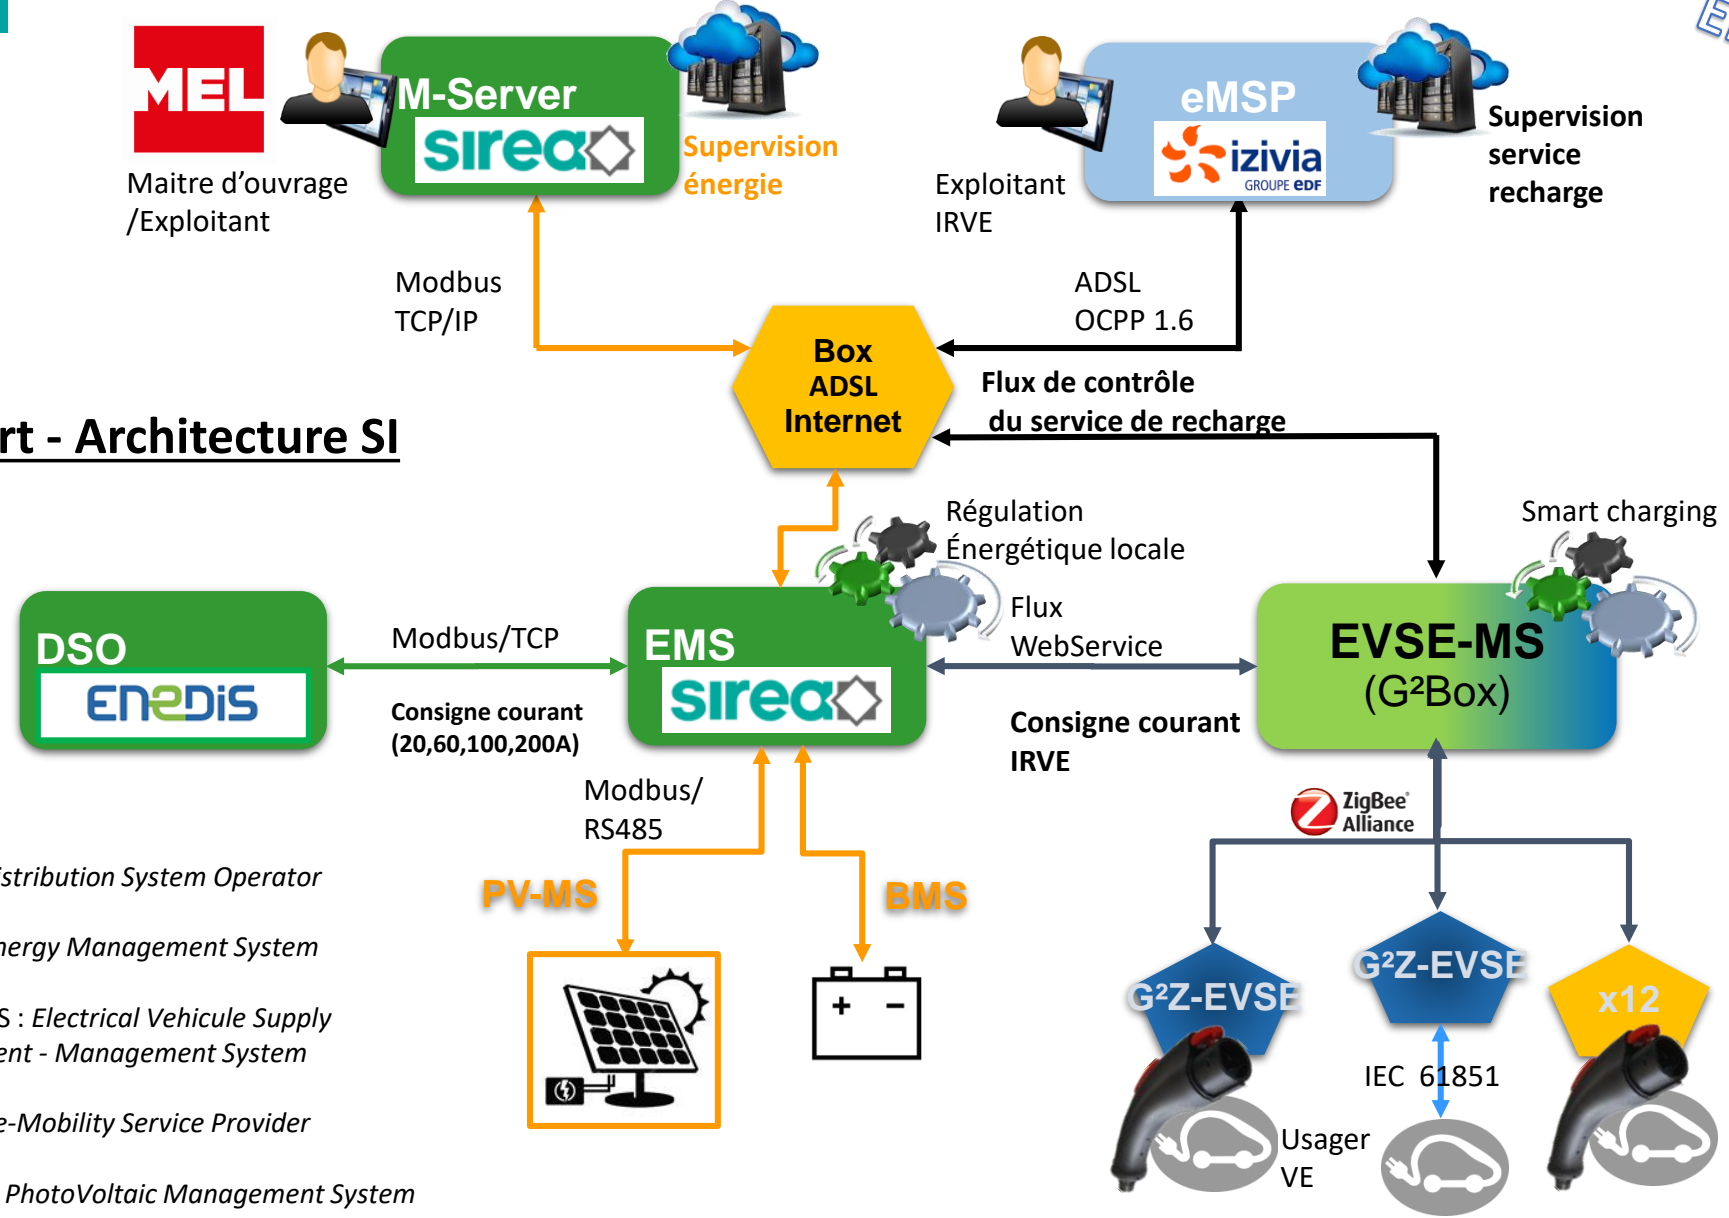 MEL
M-Server
sirea
Supervision
énergie
Maitre d'ouvrage
/Exploitant
eMSP
izivia
GROUPE eDF
Supervision
service
recharge
Exploitant
IRVE
Modbus
TCP/IP
ADSL
OCPP 1.6
Box
ADSL
Internet
Flux de contrôle
du service de recharge
rt - Architecture SI
Régulation
Énergétique locale
Smart charging
DSO
ENEDIS
Modbus/TCP
Consigne courant
(20,60,100,200A)
EMS
sirea
Flux
WebService
Consigne courant
IRVE
EVSE-MS
(G²Box)
Modbus/
RS485
ZigBee®
Alliance
PV-MS
BMS
+ −
G²Z-EVSE
G²Z-EVSE
x12
IEC 61851
Usager
VE
istribution System Operator
nergy Management System
S : Electrical Vehicule Supply
ent - Management System
e-Mobility Service Provider
PhotoVoltaic Management System